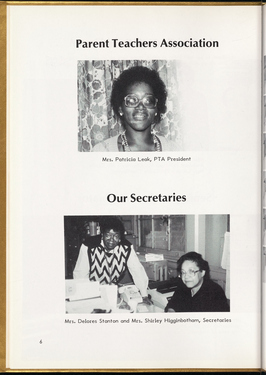 Parent Teachers Association
Mrs. Patricia Leak, PTA President
Our Secretaries
Mrs. Delores Stanton and Mrs. Shirley Higginbotham, Secretaries
6